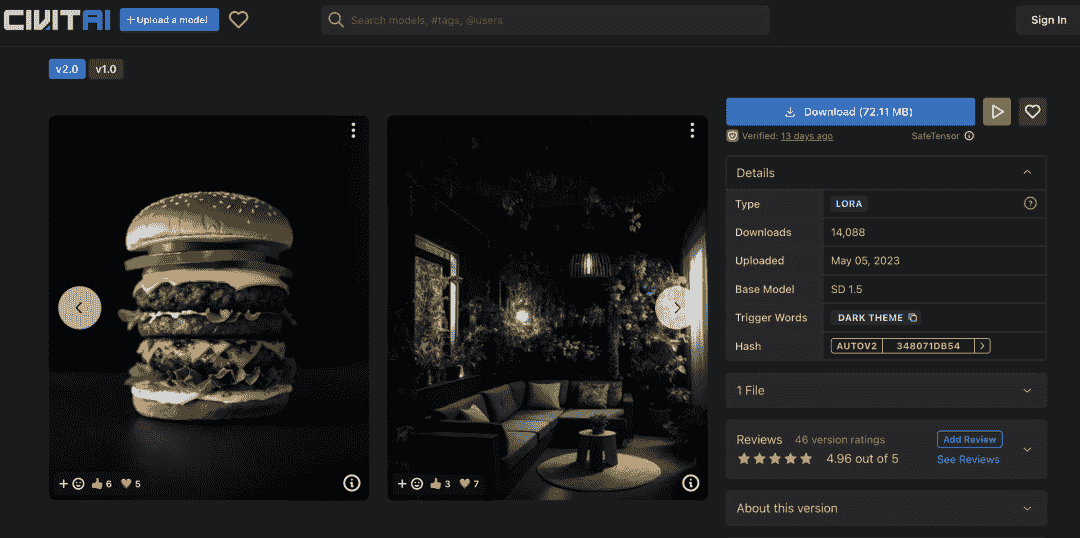 CIVITAI
+ Upload a model
Search models, #tags, @users
Sign In
v2.0 v1.0
Download (72.11 MB)
Verified: 13 days ago SafeTensor
Details
Type LORA
Downloads 14,088
Uploaded May 05, 2023
Base Model SD 1.5
Trigger Words DARK THEME
Hash AUTOV2 348071DB54
1 File
Reviews 46 version ratings Add Review
4.96 out of 5 See Reviews
About this version
6 5
3 7